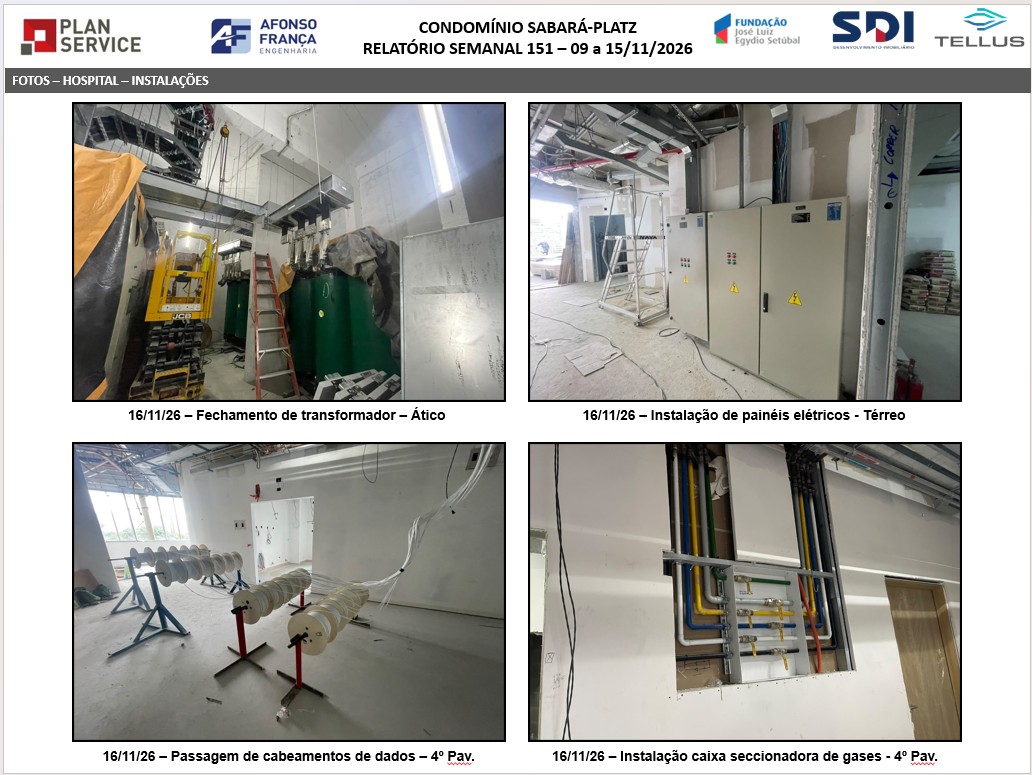 PLAN
SERVICE
AFONSO
FRANÇA
ENGENHARIA
CONDOMÍNIO SABARÁ-PLATZ
RELATÓRIO SEMANAL 151 – 09 a 15/11/2026
FUNDAÇÃO
José Luiz
Egydio Setúbal
SDI
DESENVOLVIMENTO IMOBILIÁRIO
TELLUS
FOTOS – HOSPITAL – INSTALAÇÕES
JCB
16/11/26 – Fechamento de transformador – Ático
16/11/26 – Instalação de painéis elétricos - Térreo
16/11/26 – Passagem de cabeamentos de dados – 4º Pav.
16/11/26 – Instalação caixa seccionadora de gases - 4º Pav.